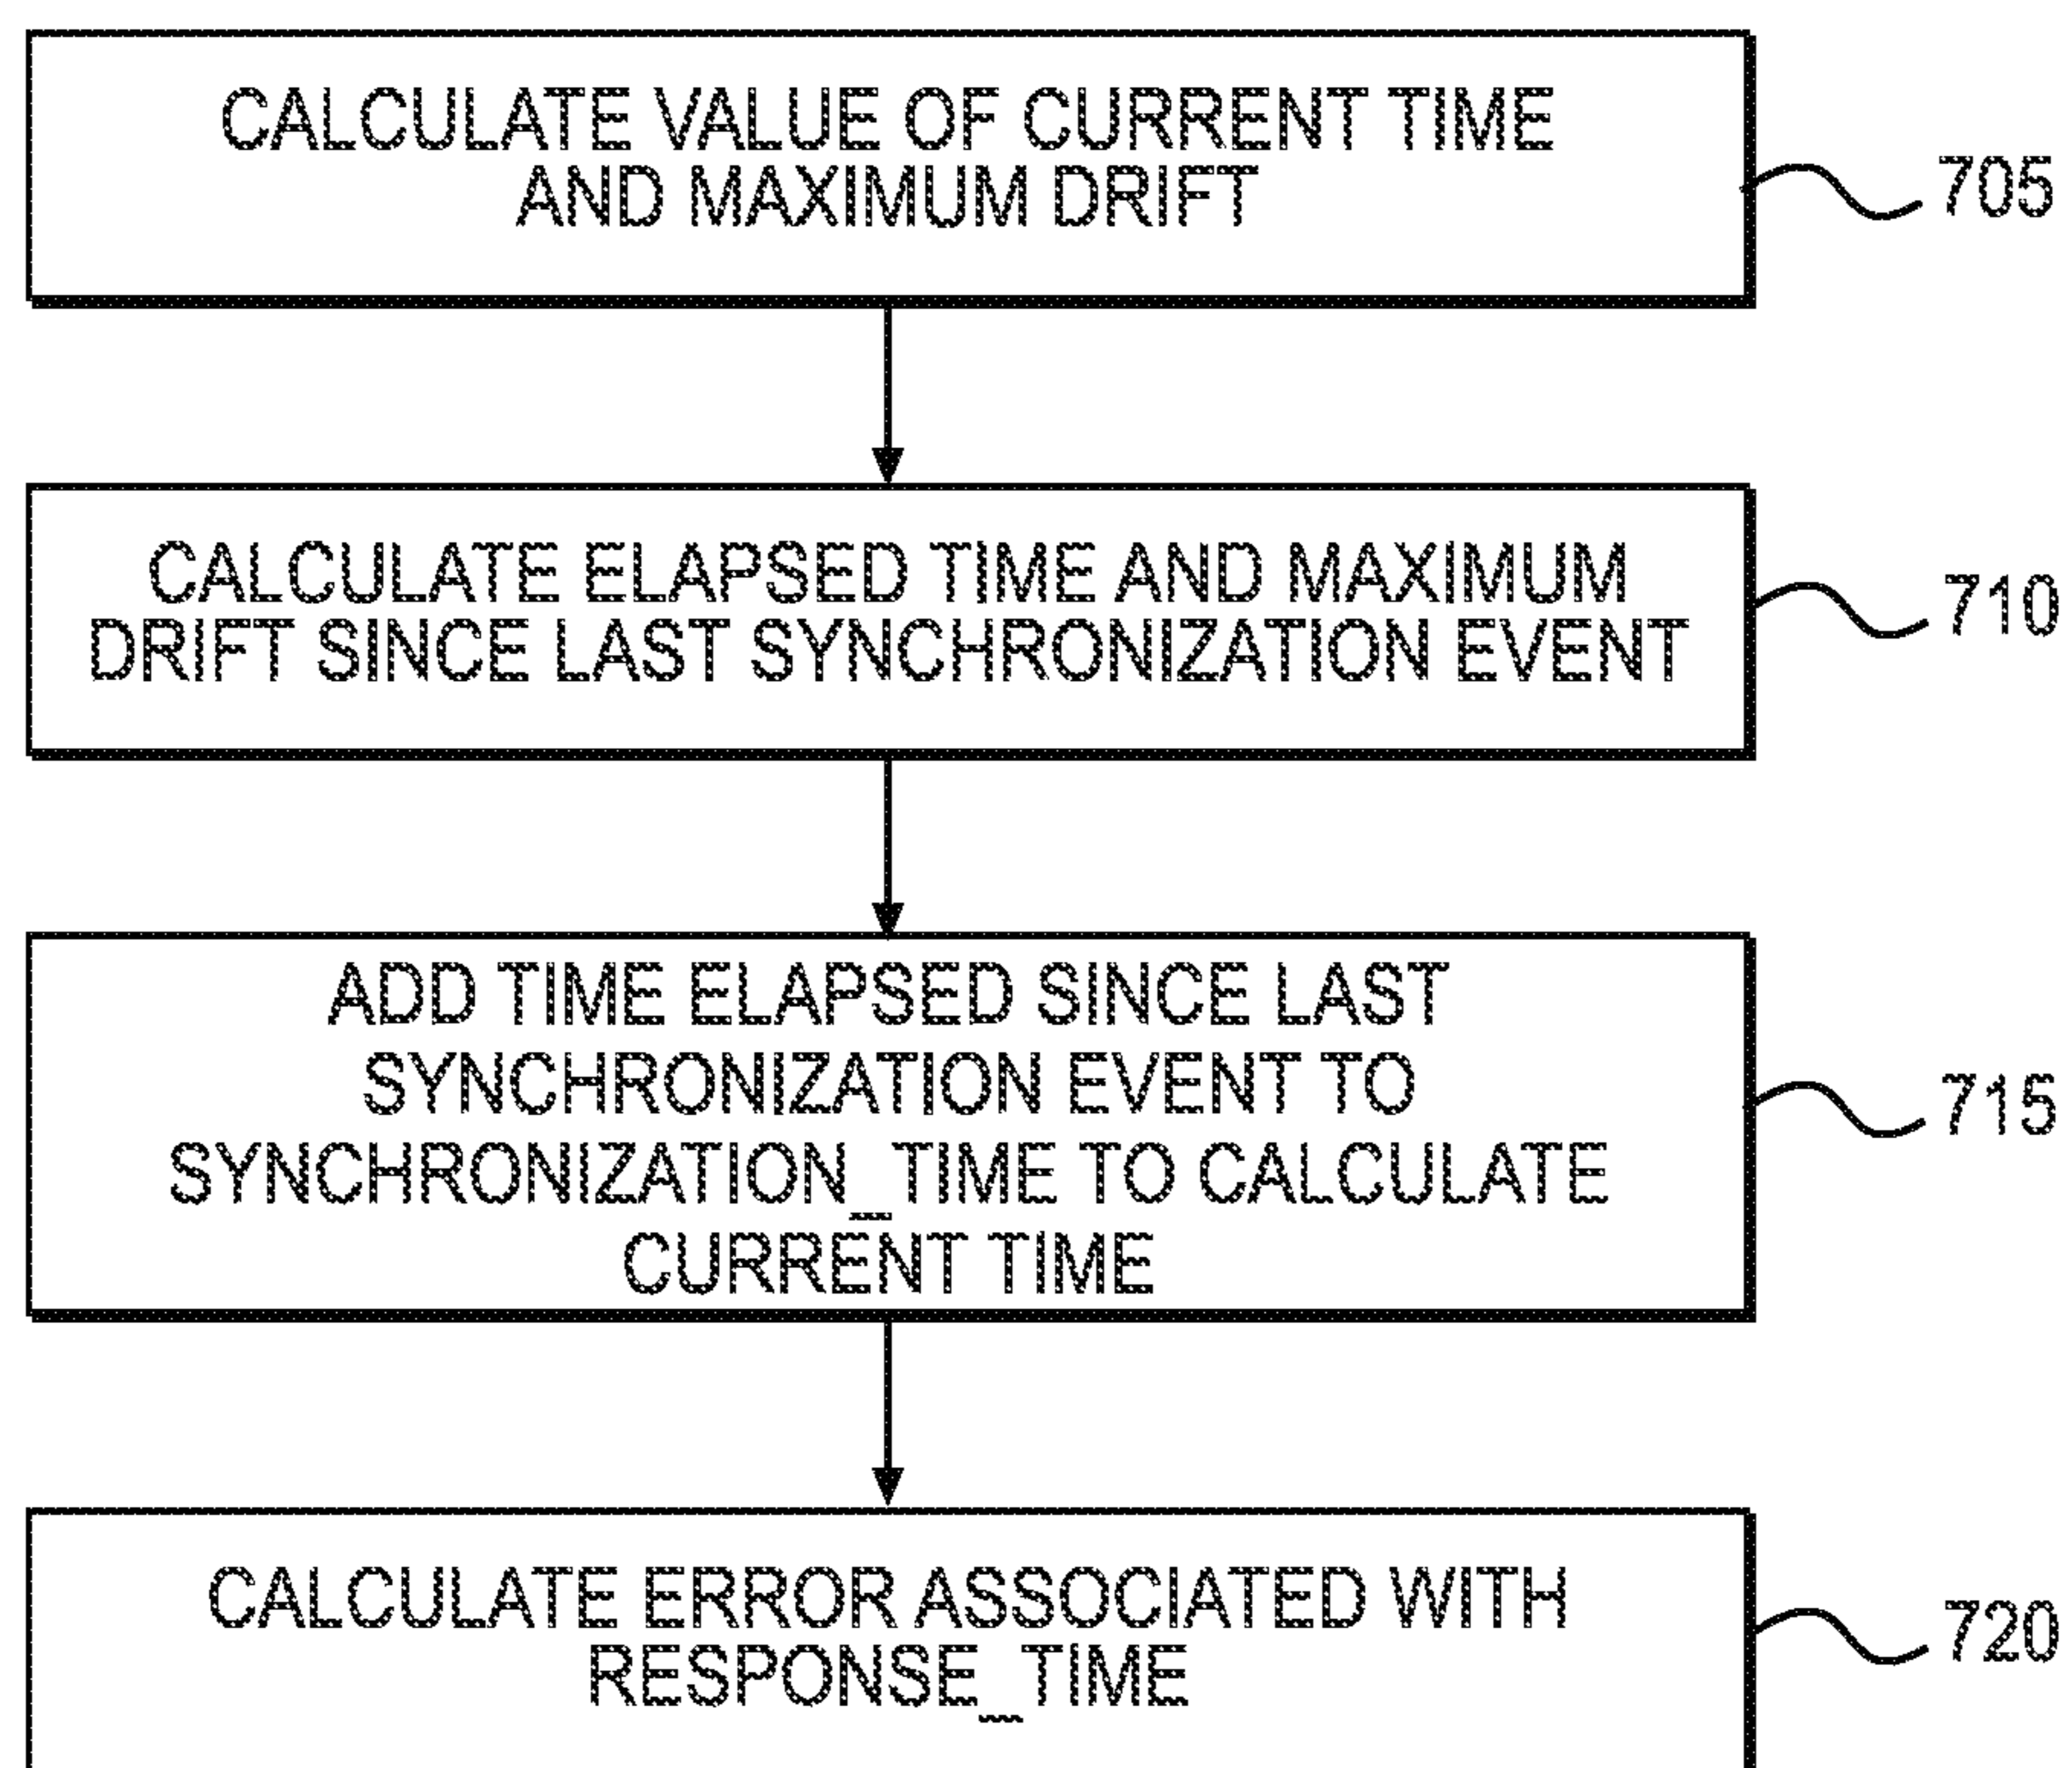 CALCULATE VALUE OF CURRENT TIME
AND MAXIMUM DRIFT
705
CALCULATE ELAPSED TIME AND MAXIMUM
DRIFT SINCE LAST SYNCHRONIZATION EVENT
710
ADD TIME ELAPSED SINCE LAST
SYNCHRONIZATION EVENT TO
SYNCHRONIZATION_TIME TO CALCULATE
CURRENT TIME
715
CALCULATE ERROR ASSOCIATED WITH
RESPONSE_TIME
720